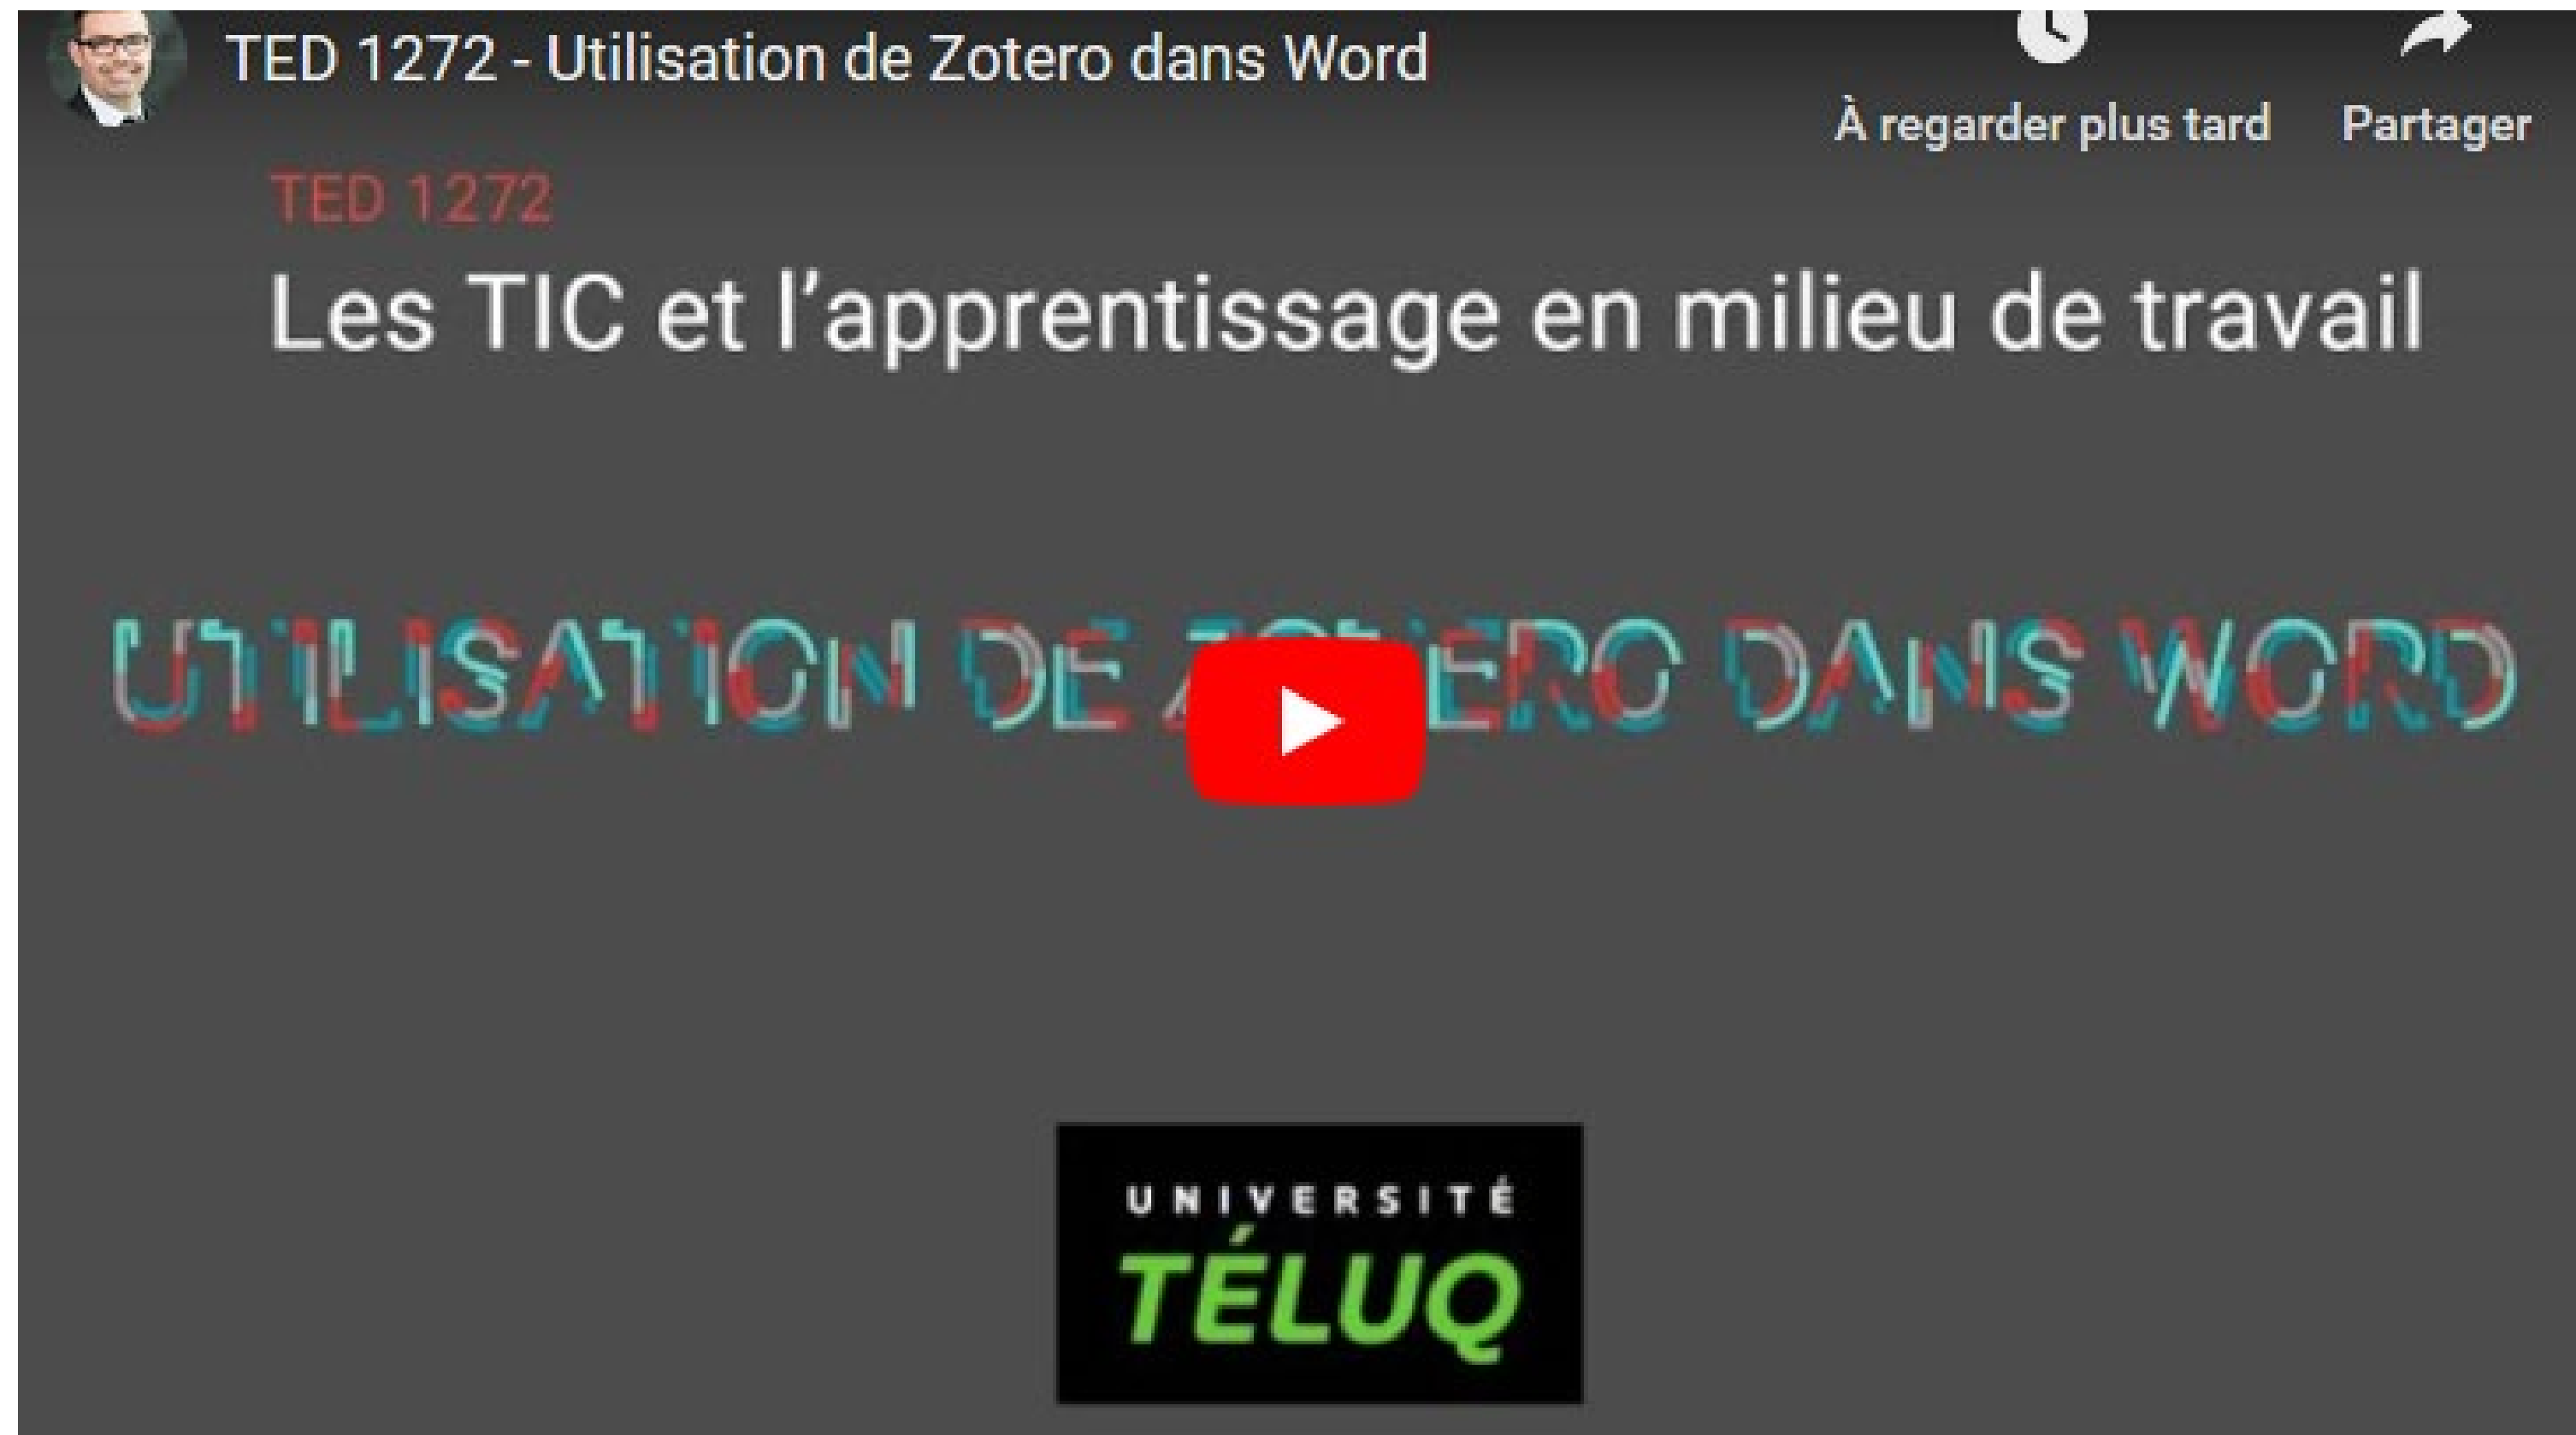 TED 1272 - Utilisation de Zotero dans Word
À regarder plus tard
Partager
TED 1272
Les TIC et l’apprentissage en milieu de travail
UTILISATION DE ZOTERO DANS WORD
UNIVERSITÉ
TÉLUQ